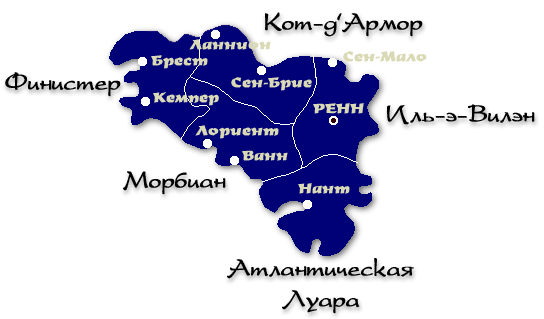 Кот-д'Армор
Ланнион
Сен-Мало
Брест
Финистер
Сен-Брие
Кемпер
РЕНН
Иль-э-Вилэн
Лориент
Ванн
Морбиан
Нант
Атлантическая
Луара